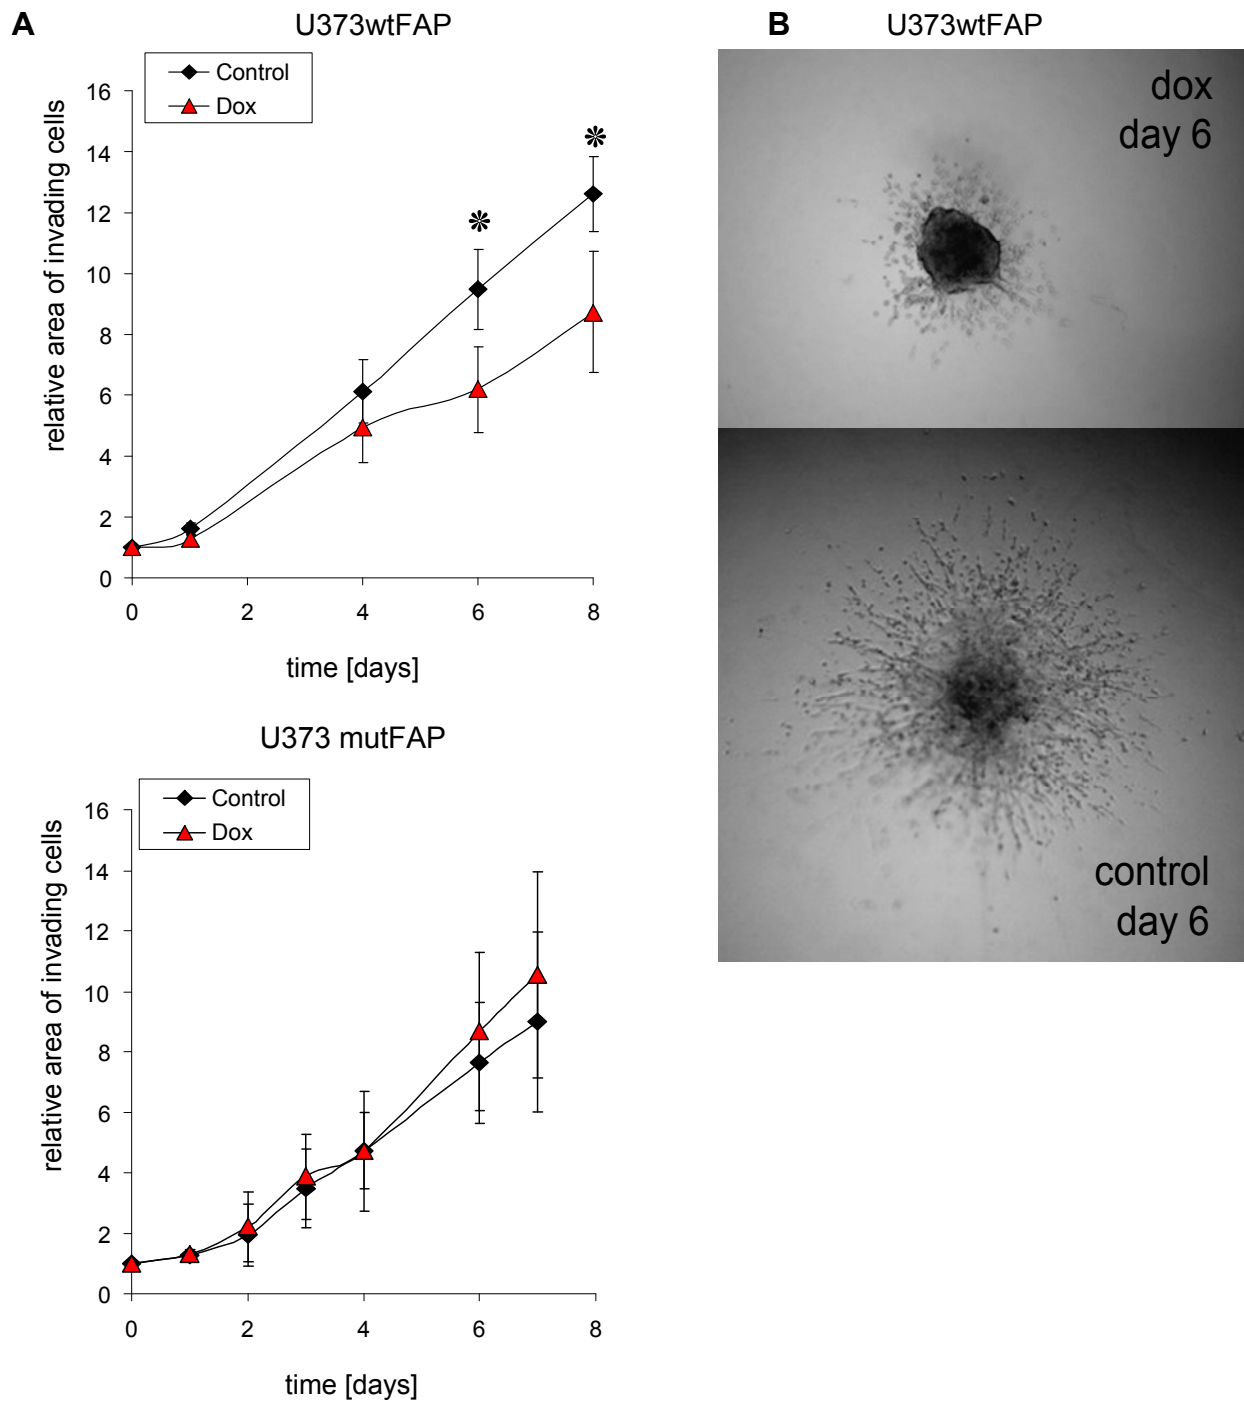 A
U373wtFAP
Control
Dox
16
14
12
10
8
6
4
2
0
0 2 4 6 8
relative area of invading cells
time [days]
U373 mutFAP
Control
Dox
16
14
12
10
8
6
4
2
0
0 2 4 6 8
relative area of invading cells
time [days]
B
U373wtFAP
dox
day 6
control
day 6